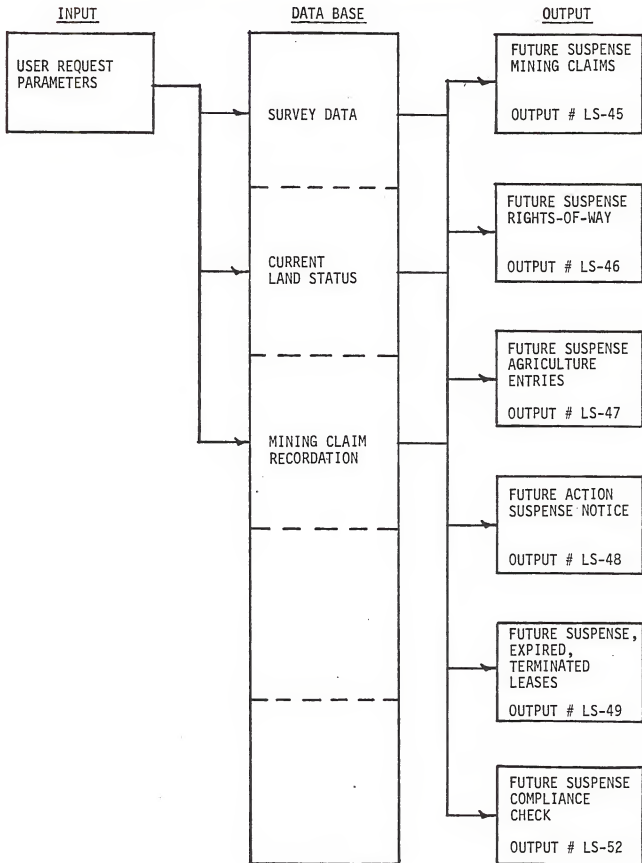 INPUT
DATA BASE
OUTPUT
USER REQUEST
PARAMETERS
SURVEY DATA
CURRENT
LAND STATUS
MINING CLAIM
RECORDATION
FUTURE SUSPENSE
MINING CLAIMS
OUTPUT # LS-45
FUTURE SUSPENSE
RIGHTS-OF-WAY
OUTPUT # LS-46
FUTURE SUSPENSE
AGRICULTURE
ENTRIES
OUTPUT # LS-47
FUTURE ACTION
SUSPENSE NOTICE
OUTPUT # LS-48
FUTURE SUSPENSE,
EXPIRED,
TERMINATED
LEASES
OUTPUT # LS-49
FUTURE SUSPENSE
COMPLIANCE
CHECK
OUTPUT # LS-52